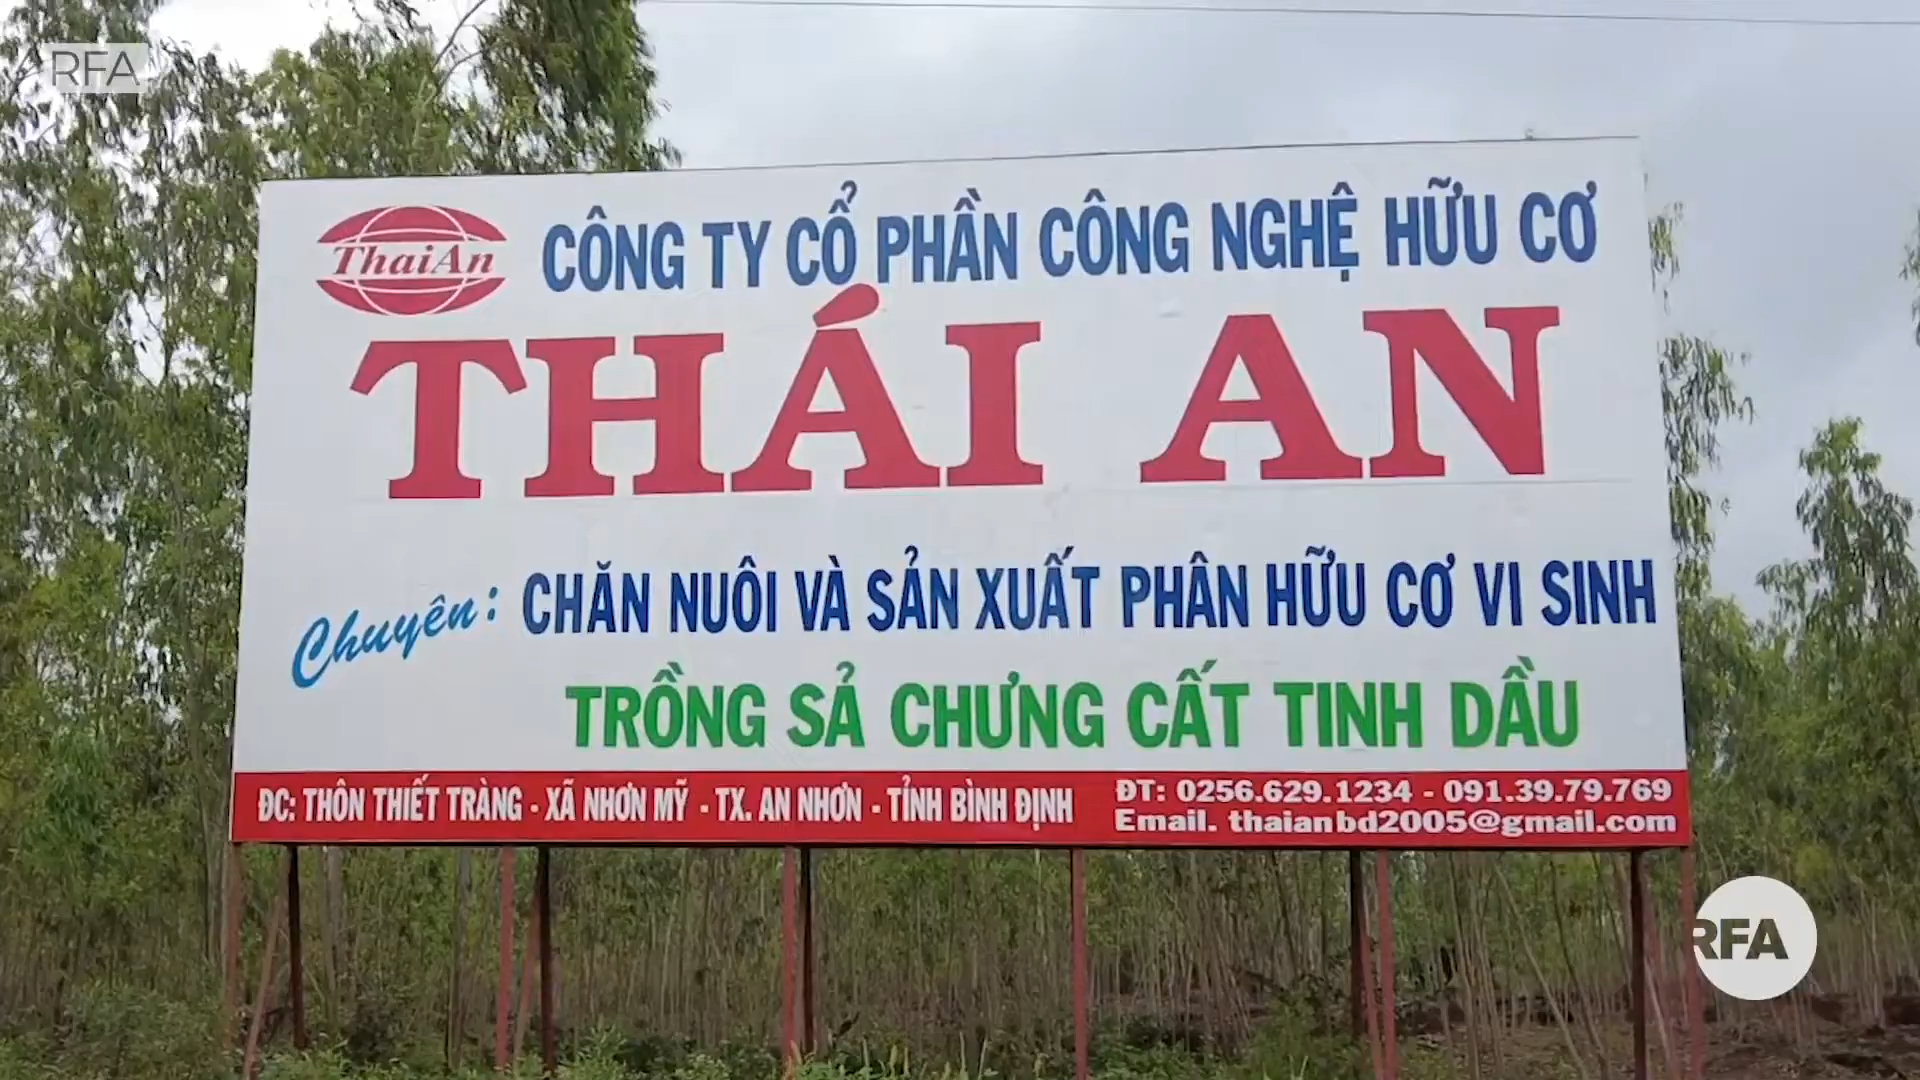 RFA
ThaiAn
CÔNG TY CỔ PHẦN CÔNG NGHỆ HỮU CƠ
THÁI AN
Chuyên: CHĂN NUÔI VÀ SẢN XUẤT PHÂN HỮU CƠ VI SINH
TRỒNG SẢ CHƯNG CẤT TINH DẦU
ĐC: THÔN THIẾT TRÀNG - XÃ NHƠN MỸ - TX. AN NHƠN - TỈNH BÌNH ĐỊNH
ĐT: 0256.629.1234 - 091.39.79.769
Email. thaianbd2005@gmail.com
RFA